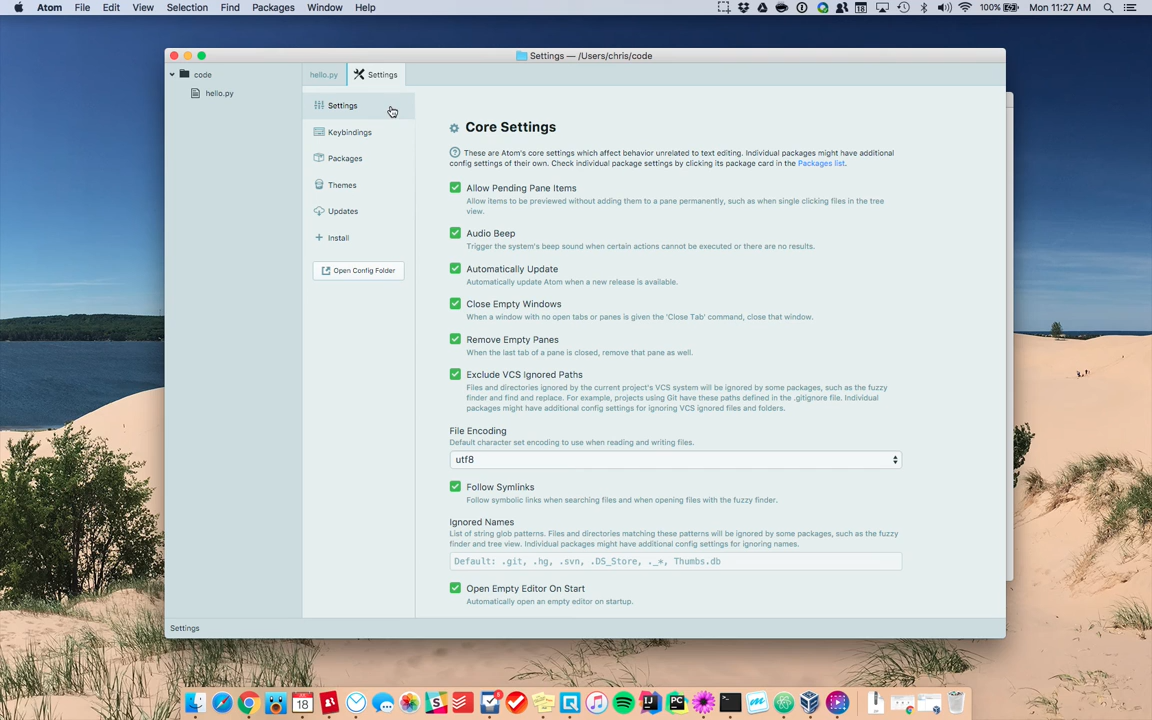 Atom File Edit View Selection Find Packages Window Help 100% Mon 11:27 AM
Settings — /Users/chris/code
code
hello.py
hello.py
Settings
Settings
Keybindings
Packages
Themes
Updates
Install
Open Config Folder
Core Settings
These are Atom's core settings which affect behavior unrelated to text editing. Individual packages might have additional
config settings of their own. Check individual package settings by clicking its package card in the Packages list.
Allow Pending Pane Items
Allow items to be previewed without adding them to a pane permanently, such as when single clicking files in the tree
view.
Audio Beep
Trigger the system's beep sound when certain actions cannot be executed or there are no results.
Automatically Update
Automatically update Atom when a new release is available.
Close Empty Windows
When a window with no open tabs or panes is given the 'Close Tab' command, close that window.
Remove Empty Panes
When the last tab of a pane is closed, remove that pane as well.
Exclude VCS Ignored Paths
Files and directories ignored by the current project's VCS system will be ignored by some packages, such as the fuzzy
finder and find and replace. For example, projects using Git have these paths defined in the .gitignore file. Individual
packages might have additional config settings for ignoring VCS ignored files and folders.
File Encoding
Default character set encoding to use when reading and writing files.
utf8
Follow Symlinks
Follow symbolic links when searching files and when opening files with the fuzzy finder.
Ignored Names
List of string glob patterns. Files and directories matching these patterns will be ignored by some packages, such as the fuzzy
finder and tree view. Individual packages might have additional config settings for ignoring names.
Default: .git, .hg, .svn, .DS_Store, ._*, Thumbs.db
Open Empty Editor On Start
Automatically open an empty editor on startup.
Settings